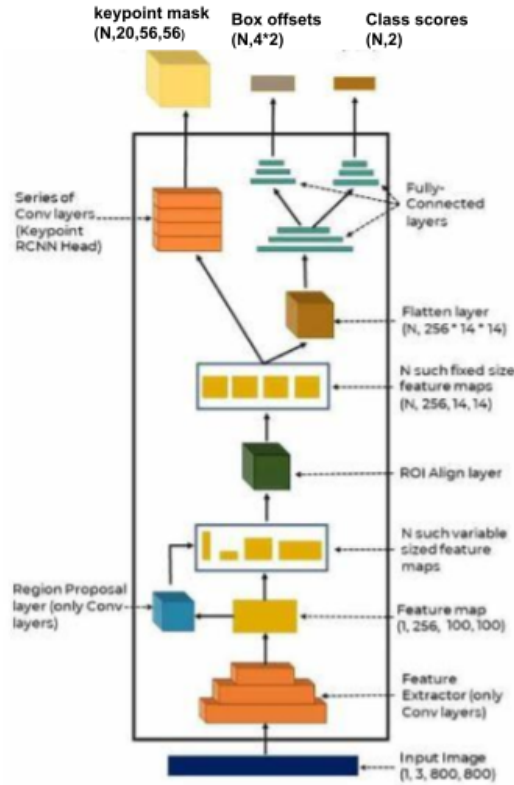 keypoint mask
(N,20,56,56)
Box offsets
(N,4*2)
Class scores
(N,2)
Series of
Conv layers
(Keypoint
RCNN Head)
Fully-
Connected
layers
Flatten layer
(N, 256 * 14 * 14)
N such fixed size
feature maps
(N, 256, 14, 14)
ROI Align layer
N such variable
sized feature
maps
Region Proposal
layer (only Conv
layers)
Feature map
(1, 256, 100, 100)
Feature
Extractor (only
Conv layers)
Input Image
(1, 3, 800, 800)